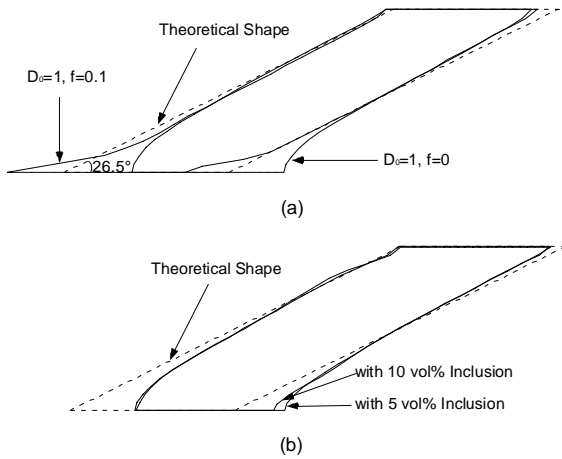 Theoretical Shape
D₀=1, f=0.1
26.5°
D₀=1, f=0
(a)
Theoretical Shape
with 10 vol% Inclusion
with 5 vol% Inclusion
(b)